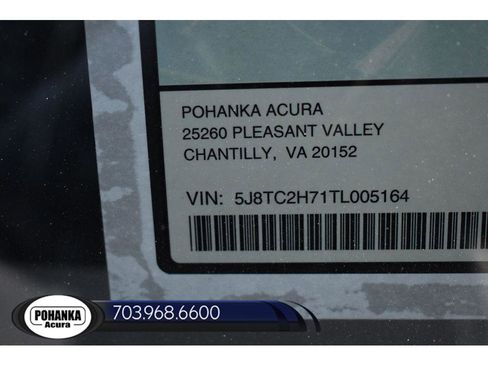 POHANKA ACURA
25260 PLEASANT VALLEY
CHANTILLY, VA 20152
VIN: 5J8TC2H71TL005164
POHANKA
Acura
703.968.6600